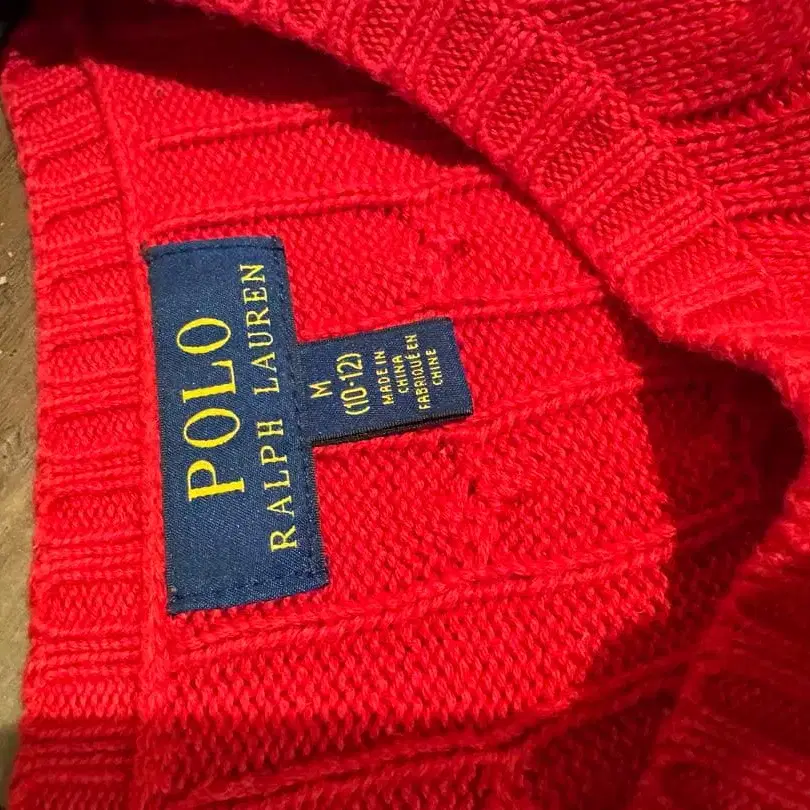 POLO
RALPH LAUREN
M
(10-12)
MADE IN
CHINA
FABRIQUÉ EN
CHINE